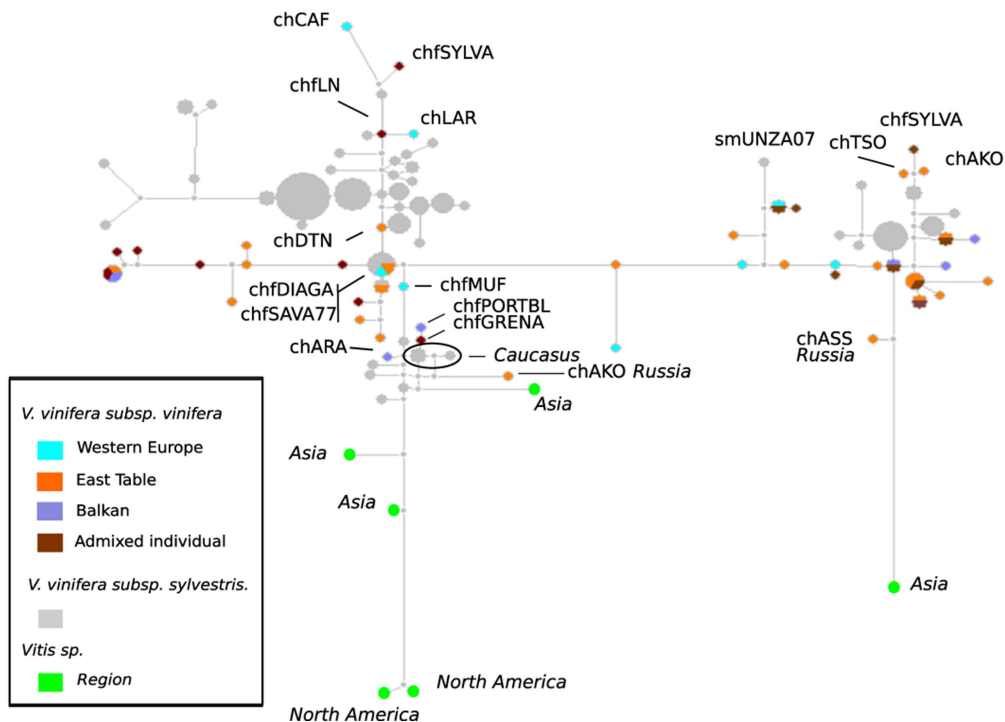 chCAF
chfSYLVA
chfLN
chLAR
smUNZA07
chfSYLVA
chTSO
chAKO
chDTN
chfDIAGA
chfSAVA77
chfMUF
chfPORTBL
chfGRENA
chARA
Caucasus
chAKO Russia
Asia
chASS
Russia
Asia
Asia
Asia
North America
North America
V. vinifera subsp. vinifera
Western Europe
East Table
Balkan
Admixed individual
V. vinifera subsp. sylvestris.
Vitis sp.
Region